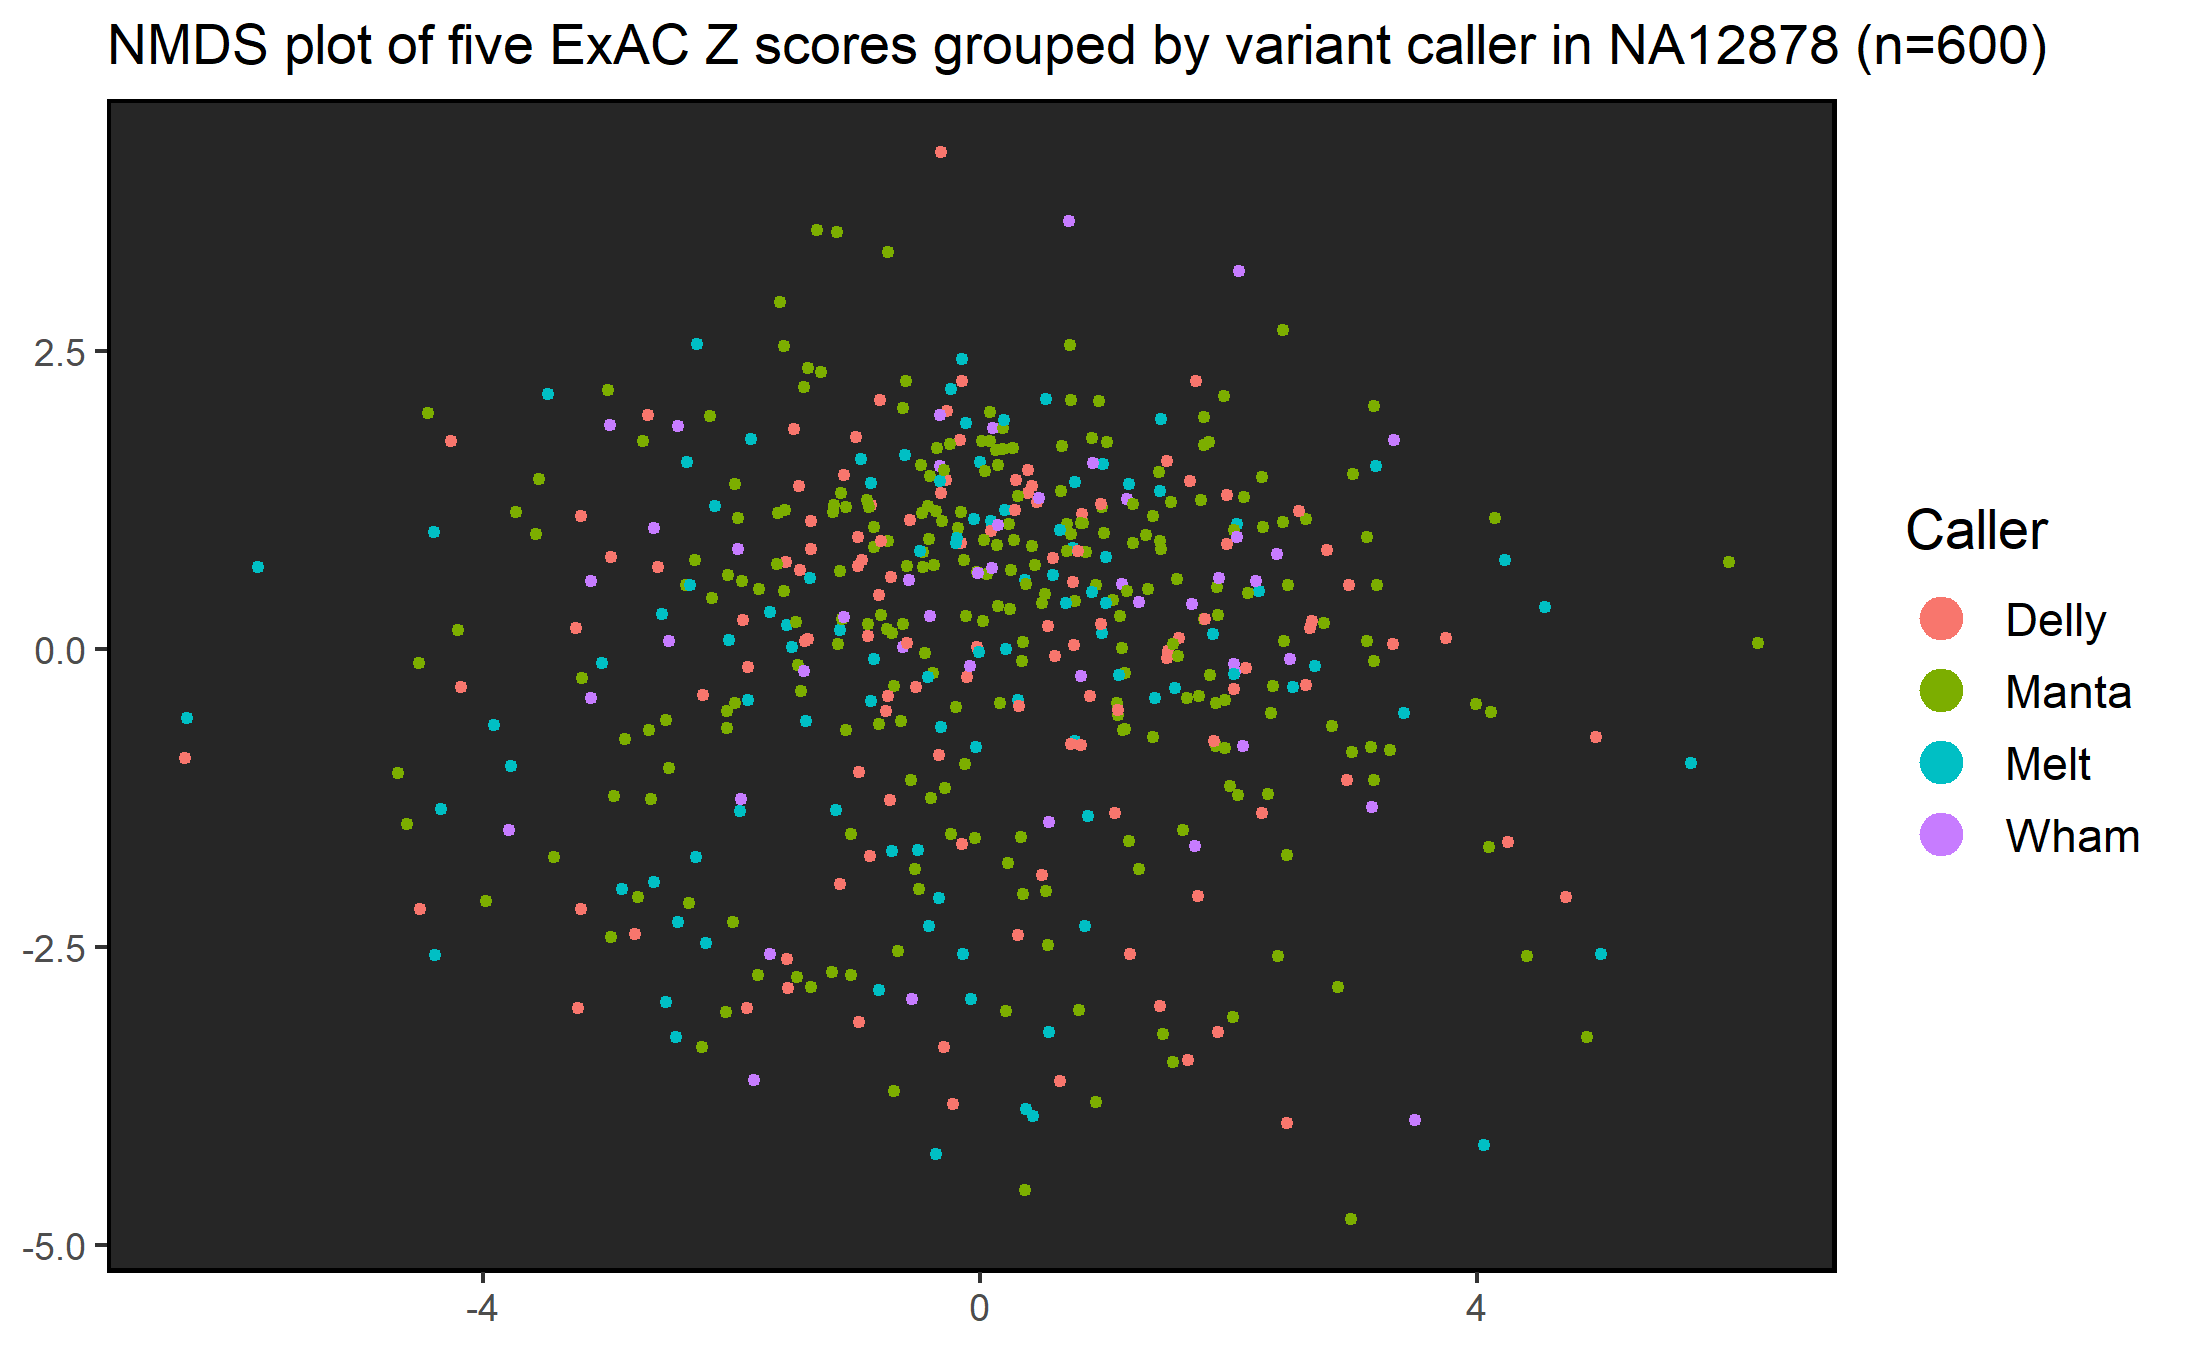 NMDS plot of five ExAC Z scores grouped by variant caller in NA12878 (n=600)
2.5
0.0
-2.5
-5.0
-4
0
4
Caller
Delly
Manta
Melt
Wham